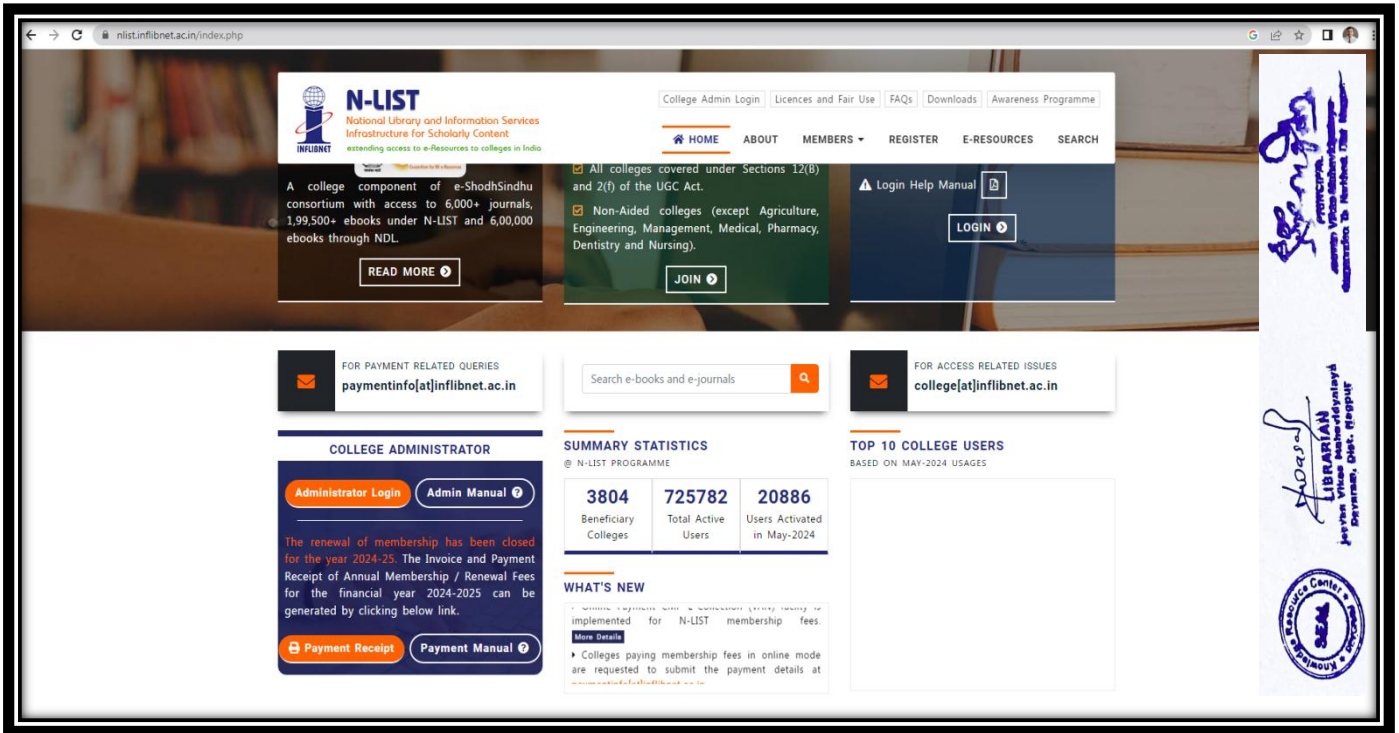 nlist.inflibnet.ac.in/index.php
INFLIBNET
N-LIST
National Library and Information Services
Infrastructure for Scholarly Content
extending access to e-Resources to colleges in India
College Admin Login
Licences and Fair Use
FAQs
Downloads
Awareness Programme
HOME
ABOUT
MEMBERS
REGISTER
E-RESOURCES
SEARCH
A college component of e-ShodhSindhu
consortium with access to 6,000+ journals,
1,99,500+ ebooks under N-LIST and 6,00,000
ebooks through NDL.
READ MORE
All colleges covered under Sections 12(B)
and 2(f) of the UGC Act.
Non-Aided colleges (except Agriculture,
Engineering, Management, Medical, Pharmacy,
Dentistry and Nursing).
JOIN
Login Help Manual
LOGIN
FOR PAYMENT RELATED QUERIES
paymentinfo[at]inflibnet.ac.in
Search e-books and e-journals
FOR ACCESS RELATED ISSUES
college[at]inflibnet.ac.in
COLLEGE ADMINISTRATOR
Administrator Login
Admin Manual
The renewal of membership has been closed
for the year 2024-25. The Invoice and Payment
Receipt of Annual Membership / Renewal Fees
for the financial year 2024-2025 can be
generated by clicking below link.
Payment Receipt
Payment Manual
SUMMARY STATISTICS
@ N-LIST PROGRAMME
3804
Beneficiary
Colleges
725782
Total Active
Users
20886
Users Activated
in May-2024
WHAT'S NEW
implemented for N-LIST membership fees.
More Details
Colleges paying membership fees in online mode
are requested to submit the payment details at
TOP 10 COLLEGE USERS
BASED ON MAY-2024 USAGES
PRINCIPAL
LIBRARIAN
Jeevan Vikas Mahavidyalaya
Devgram, Dist. Nagpur
Knowledge Resource Center
SEAL